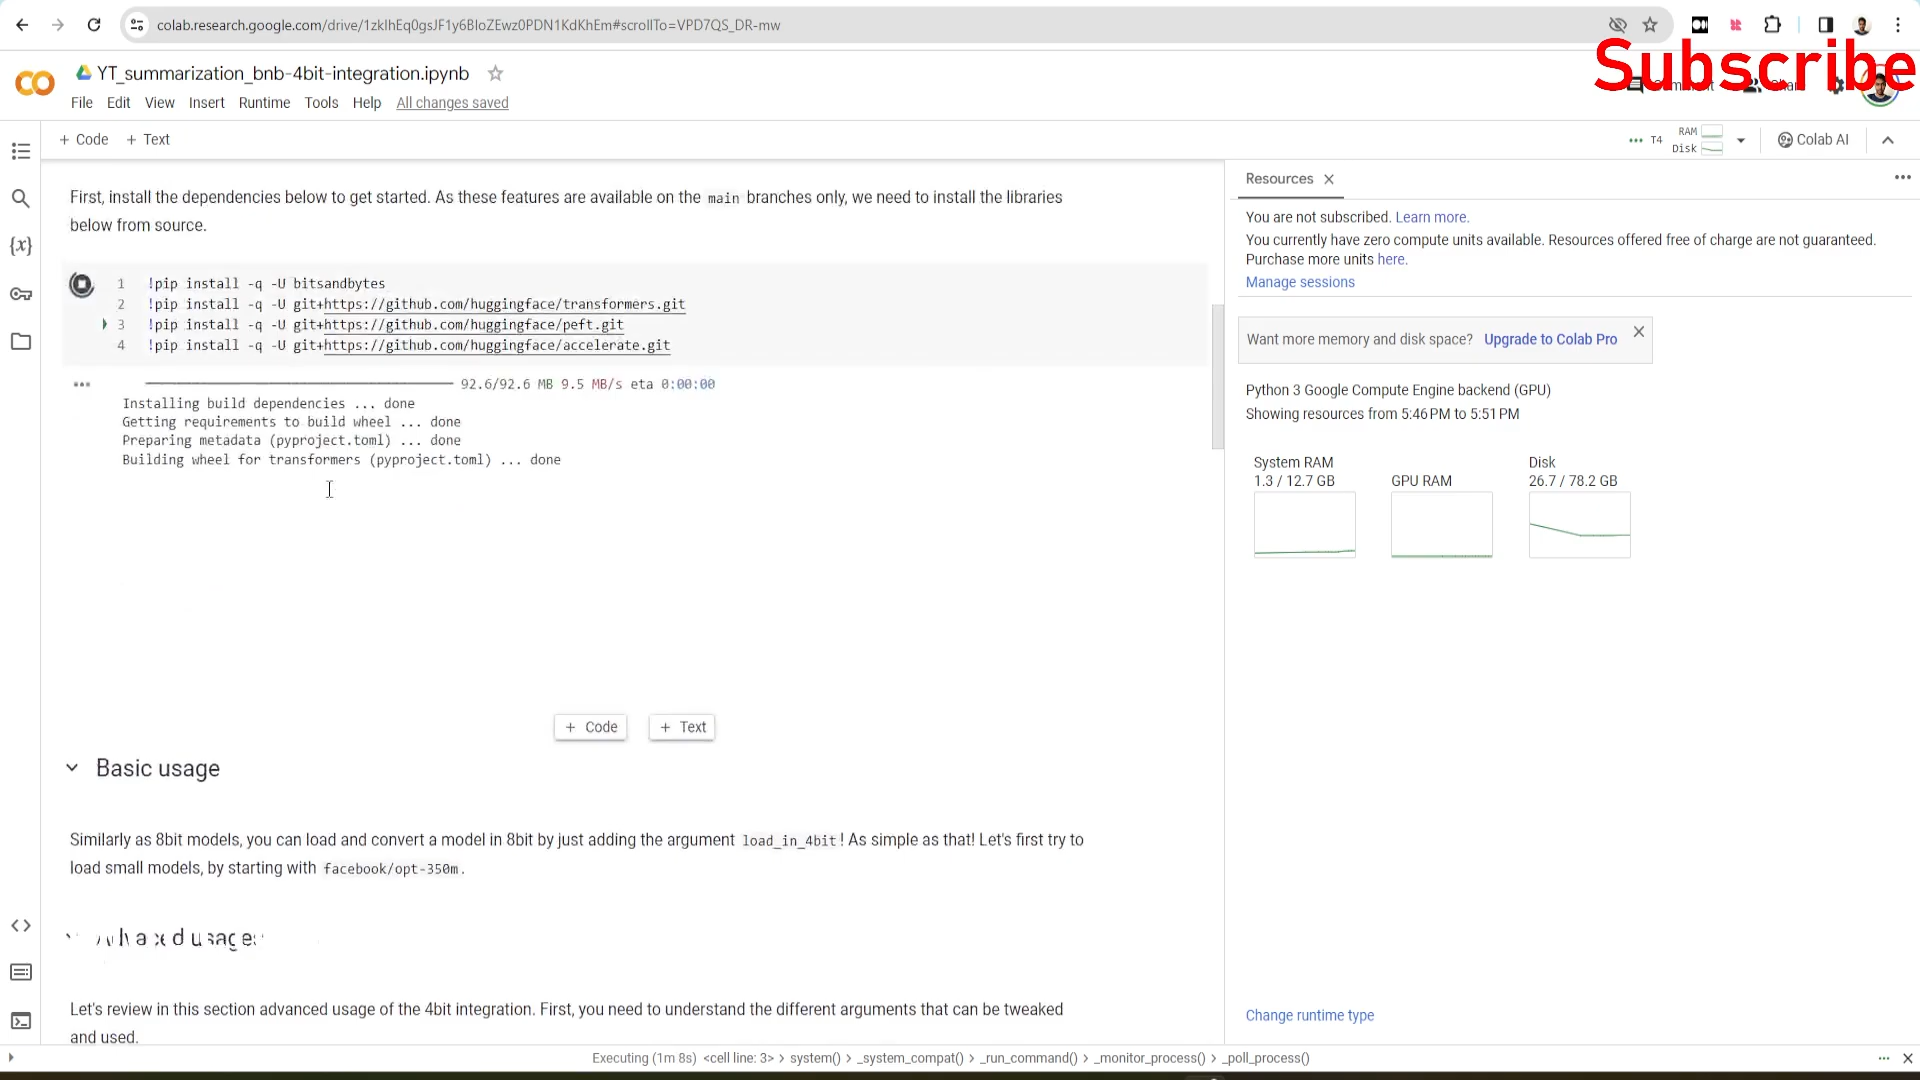 colab.research.google.com/drive/1zklhEq0gsJF1y6BloZEwz0PDN1KdKhEm#scrollTo=VPD7QS_DR-mw
Subscribe
YT_summarization_bnb-4bit-integration.ipynb
File Edit View Insert Runtime Tools Help All changes saved
+ Code + Text
T4 RAM Disk Colab AI
First, install the dependencies below to get started. As these features are available on the main branches only, we need to install the libraries
below from source.
1 !pip install -q -U bitsandbytes
2 !pip install -q -U git+https://github.com/huggingface/transformers.git
3 !pip install -q -U git+https://github.com/huggingface/peft.git
4 !pip install -q -U git+https://github.com/huggingface/accelerate.git
92.6/92.6 MB 9.5 MB/s eta 0:00:00
Installing build dependencies ... done
Getting requirements to build wheel ... done
Preparing metadata (pyproject.toml) ... done
Building wheel for transformers (pyproject.toml) ... done
+ Code + Text
Basic usage
Similarly as 8bit models, you can load and convert a model in 8bit by just adding the argument load_in_4bit! As simple as that! Let's first try to
load small models, by starting with facebook/opt-350m.
usages
Let's review in this section advanced usage of the 4bit integration. First, you need to understand the different arguments that can be tweaked
and used.
Resources
You are not subscribed. Learn more.
You currently have zero compute units available. Resources offered free of charge are not guaranteed.
Purchase more units here.
Manage sessions
Want more memory and disk space? Upgrade to Colab Pro
Python 3 Google Compute Engine backend (GPU)
Showing resources from 5:46 PM to 5:51 PM
System RAM
1.3 / 12.7 GB
GPU RAM
Disk
26.7 / 78.2 GB
Change runtime type
Executing (1m 8s) <cell line: 3> > system() > _system_compat() > _run_command() > _monitor_process() > _poll_process()